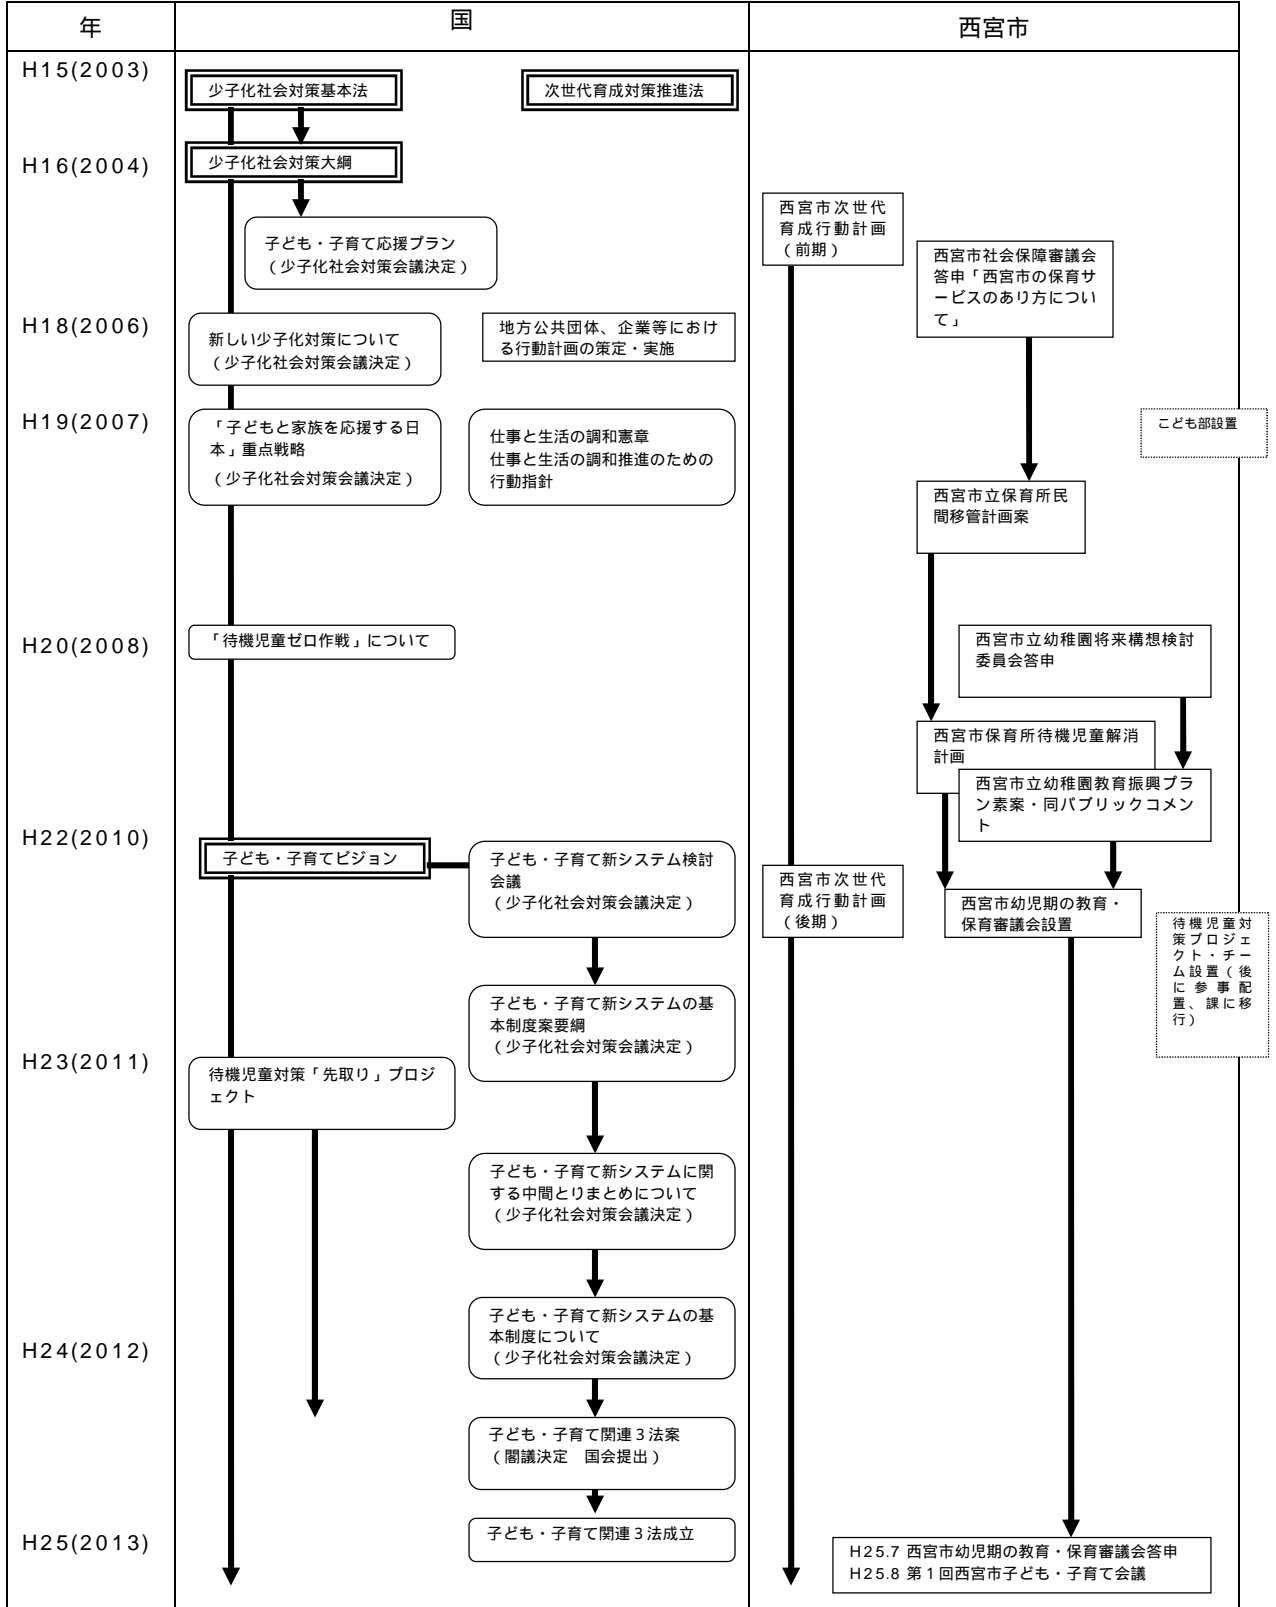 年
国
西宮市
H15(2003)
少子化社会対策基本法
次世代育成対策推進法
H16(2004)
少子化社会対策大綱
子ども・子育て応援プラン
（少子化社会対策会議決定）
西宮市次世代
育成行動計画
（前期）
西宮市社会保障審議会
答申「西宮市の保育サ
ービスのあり方につい
て」
H18(2006)
新しい少子化対策について
（少子化社会対策会議決定）
地方公共団体、企業等におけ
る行動計画の策定・実施
H19(2007)
「子どもと家族を応援する日
本」重点戦略
（少子化社会対策会議決定）
仕事と生活の調和憲章
仕事と生活の調和推進のための
行動指針
こども部設置
西宮市立保育所民
間移管計画案
H20(2008)
「待機児童ゼロ作戦」について
西宮市立幼稚園将来構想検討
委員会答申
西宮市保育所待機児童解消
計画
西宮市立幼稚園教育振興プラ
ン素案・同パブリックコメン
ト
H22(2010)
子ども・子育てビジョン
子ども・子育て新システム検討
会議
（少子化社会対策会議決定）
西宮市次世代
育成行動計画
（後期）
西宮市幼児期の教育・
保育審議会設置
待機児童対
策プロジェ
クト・チー
ム設置（後
に参事配
置、課に移
行）
子ども・子育て新システムの基
本制度案要綱
（少子化社会対策会議決定）
H23(2011)
待機児童対策「先取り」プロジ
ェクト
子ども・子育て新システムに関
する中間とりまとめについて
（少子化社会対策会議決定）
子ども・子育て新システムの基
本制度について
（少子化社会対策会議決定）
H24(2012)
子ども・子育て関連３法案
（閣議決定　国会提出）
H25(2013)
子ども・子育て関連３法成立
H25.7 西宮市幼児期の教育・保育審議会答申
H25.8 第１回西宮市子ども・子育て会議